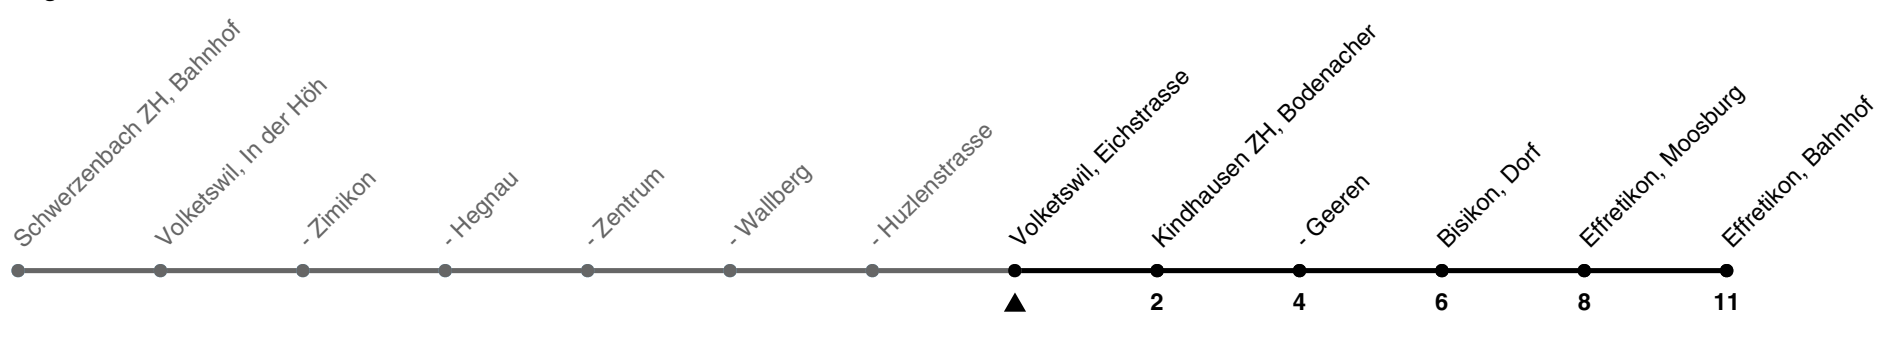 Schwerzenbach ZH, Bahnhof
Volketswil, In der Höh
- Zimikon
- Hegnau
- Zentrum
- Wallberg
- Huzlenstrasse
Volketswil, Eichstrasse
Kindhausen ZH, Bodenacher
- Geeren
Bisikon, Dorf
Effretikon, Moosburg
Effretikon, Bahnhof
2 4 6 8 11